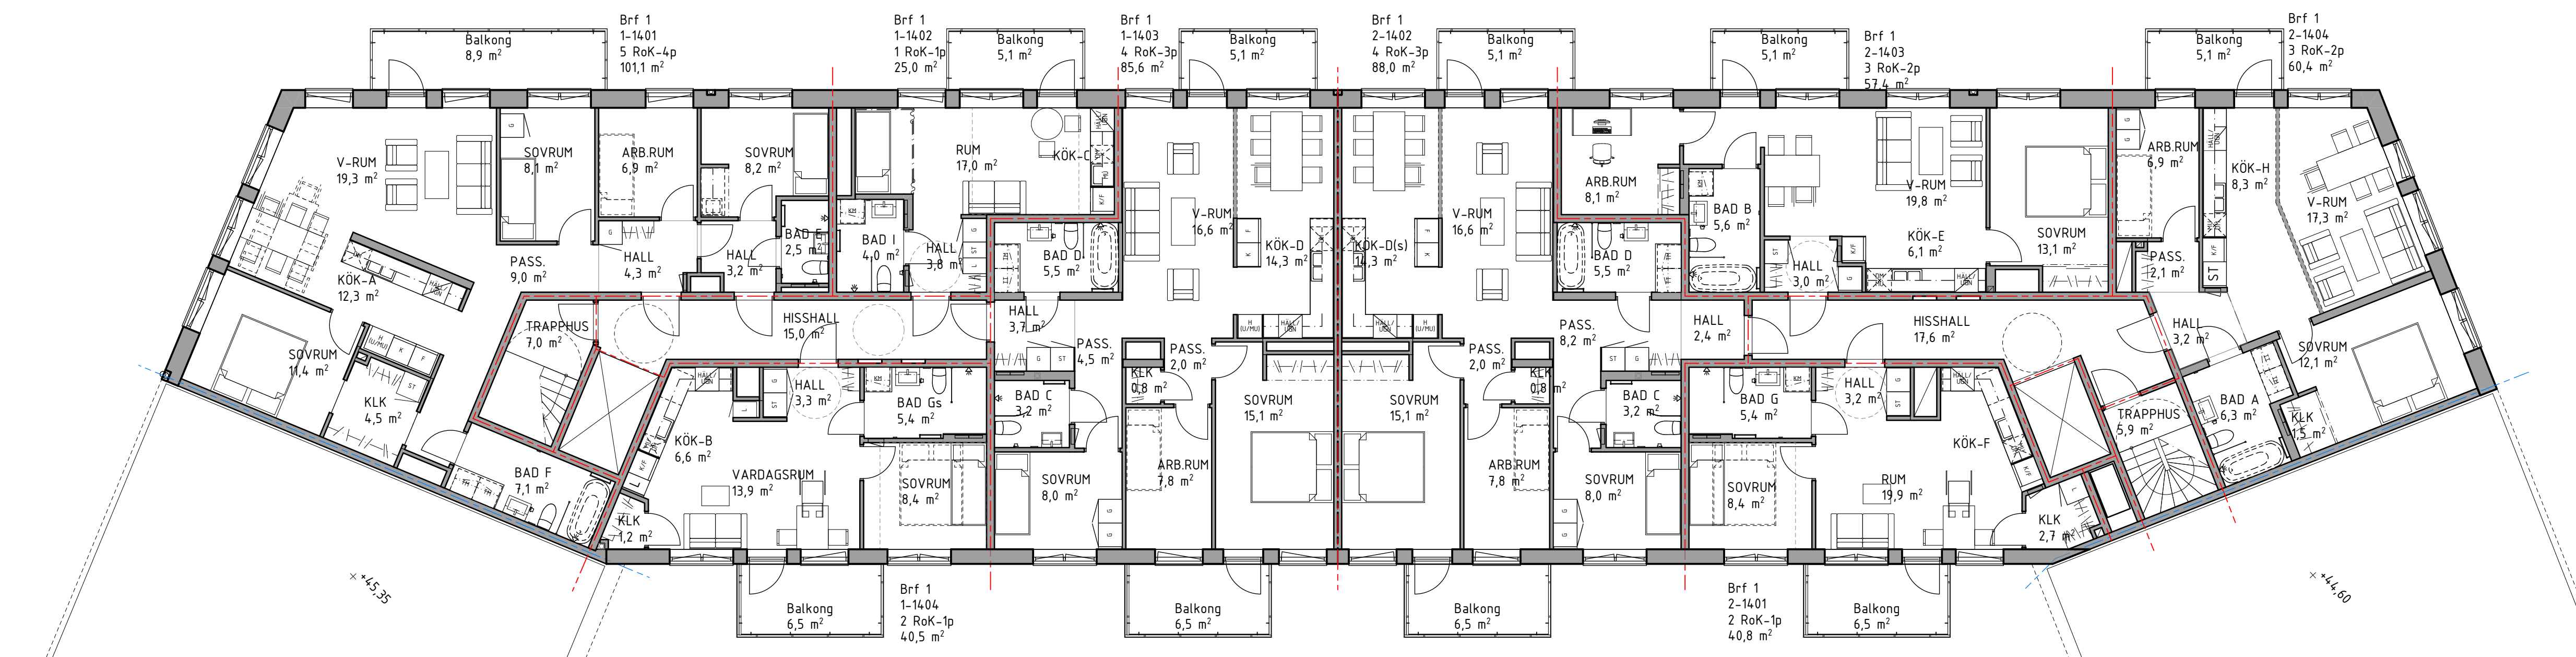 Brf 1
1-1401
5 RoK-4p
101,1 m²
Brf 1
1-1402
1 RoK-1p
25,0 m²
Brf 1
1-1403
4 RoK-3p
85,6 m²
Brf 1
2-1402
4 RoK-3p
88,0 m²
Brf 1
2-1403
3 RoK-2p
57,4 m²
Brf 1
2-1404
3 RoK-2p
60,4 m²
Balkong
8,9 m²
Balkong
5,1 m²
Balkong
5,1 m²
Balkong
5,1 m²
Balkong
5,1 m²
Balkong
5,1 m²
V-RUM
19,3 m²
SOVRUM
8,1 m²
ARB.RUM
6,9 m²
SOVRUM
8,2 m²
RUM
17,0 m²
KÖK-C
V-RUM
16,6 m²
KÖK-D
14,3 m²
KÖK-D(s)
14,3 m²
V-RUM
16,6 m²
ARB.RUM
8,1 m²
BAD B
5,6 m²
V-RUM
19,8 m²
KÖK-E
6,1 m²
SOVRUM
13,1 m²
ARB.RUM
6,9 m²
KÖK-H
8,3 m²
V-RUM
17,3 m²
KÖK-A
12,3 m²
PASS.
9,0 m²
HALL
4,3 m²
HALL
3,2 m²
BAD E
2,5 m²
BAD I
4,0 m²
HALL
3,8 m²
BAD D
5,5 m²
BAD D
5,5 m²
HALL
3,0 m²
PASS.
2,1 m²
SOVRUM
11,4 m²
TRAPPHUS
7,0 m²
HISSHALL
15,0 m²
HALL
3,7 m²
PASS.
4,5 m²
PASS.
2,0 m²
PASS.
2,0 m²
PASS.
8,2 m²
HALL
2,4 m²
HISSHALL
17,6 m²
HALL
3,2 m²
SOVRUM
12,1 m²
KLK
4,5 m²
HALL
3,3 m²
BAD Gs
5,4 m²
BAD C
3,2 m²
KLK
0,8 m²
SOVRUM
15,1 m²
SOVRUM
15,1 m²
KLK
0,8 m²
BAD C
3,2 m²
BAD G
5,4 m²
HALL
3,2 m²
TRAPPHUS
5,9 m²
BAD A
6,3 m²
KLK
1,5 m²
KÖK-B
6,6 m²
KÖK-F
BAD F
7,1 m²
VARDAGSRUM
13,9 m²
SOVRUM
8,4 m²
SOVRUM
8,0 m²
ARB.RUM
7,8 m²
ARB.RUM
7,8 m²
SOVRUM
8,0 m²
SOVRUM
8,4 m²
RUM
19,9 m²
KLK
1,2 m²
KLK
2,7 m²
+45,35
+44,60
Balkong
6,5 m²
Brf 1
1-1404
2 RoK-1p
40,5 m²
Balkong
6,5 m²
Balkong
6,5 m²
Brf 1
2-1401
2 RoK-1p
40,8 m²
Balkong
6,5 m²